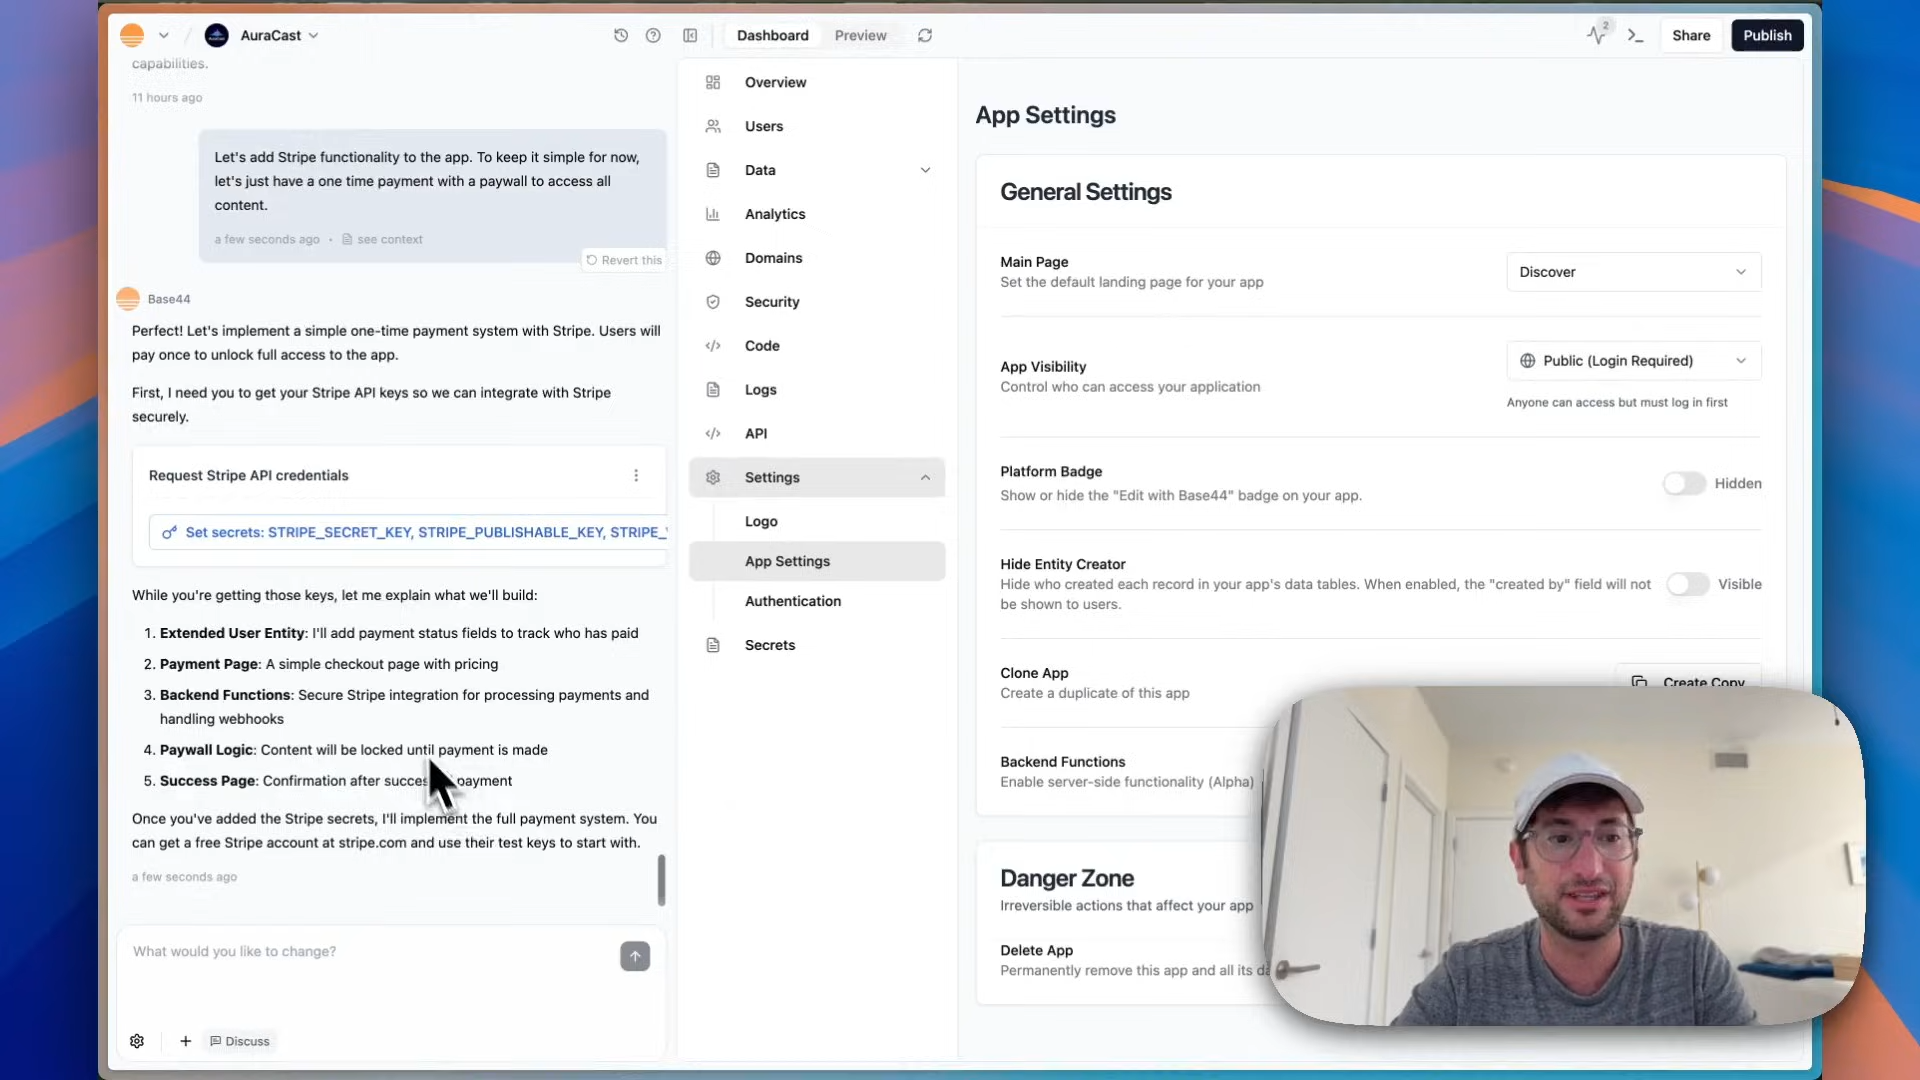 AuraCast
Dashboard
Preview
2
Share
Publish
capabilities.
11 hours ago
Let's add Stripe functionality to the app. To keep it simple for now,
let's just have a one time payment with a paywall to access all
content.
a few seconds ago • see context
Revert this
Base44
Perfect! Let's implement a simple one-time payment system with Stripe. Users will
pay once to unlock full access to the app.
First, I need you to get your Stripe API keys so we can integrate with Stripe
securely.
Request Stripe API credentials
Set secrets: STRIPE_SECRET_KEY, STRIPE_PUBLISHABLE_KEY, STRIPE_
While you're getting those keys, let me explain what we'll build:
1. Extended User Entity: I'll add payment status fields to track who has paid
2. Payment Page: A simple checkout page with pricing
3. Backend Functions: Secure Stripe integration for processing payments and
handling webhooks
4. Paywall Logic: Content will be locked until payment is made
5. Success Page: Confirmation after succe payment
Once you've added the Stripe secrets, I'll implement the full payment system. You
can get a free Stripe account at stripe.com and use their test keys to start with.
a few seconds ago
What would you like to change?
Discuss
Overview
Users
Data
Analytics
Domains
Security
Code
Logs
API
Settings
Logo
App Settings
Authentication
Secrets
App Settings
General Settings
Main Page
Set the default landing page for your app
Discover
App Visibility
Control who can access your application
Public (Login Required)
Anyone can access but must log in first
Platform Badge
Show or hide the "Edit with Base44" badge on your app.
Hidden
Hide Entity Creator
Hide who created each record in your app's data tables. When enabled, the "created by" field will not
be shown to users.
Visible
Clone App
Create a duplicate of this app
Create Copy
Backend Functions
Enable server-side functionality (Alpha)
Danger Zone
Irreversible actions that affect your app
Delete App
Permanently remove this app and all its da